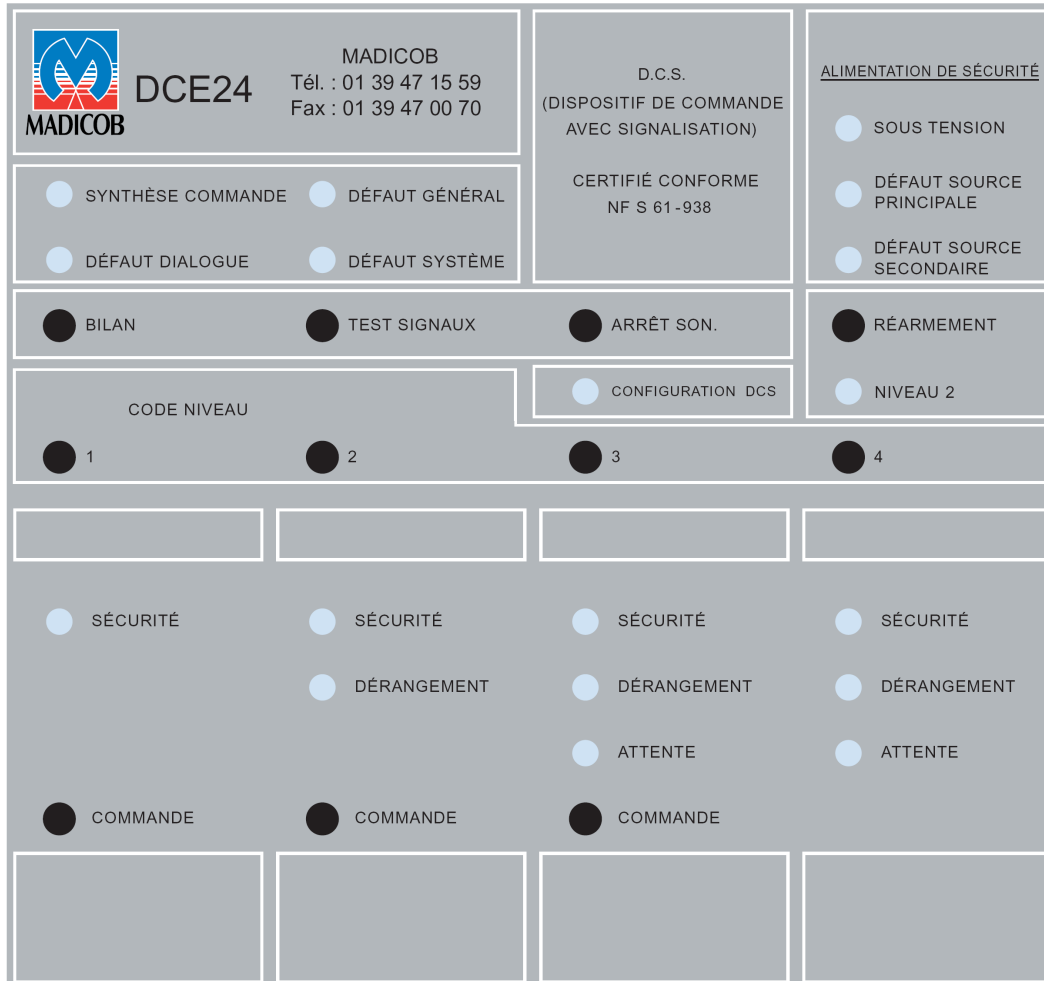 MADICOB
DCE24
MADICOB
Tél. : 01 39 47 15 59
Fax : 01 39 47 00 70
D.C.S.
(DISPOSITIF DE COMMANDE
AVEC SIGNALISATION)
CERTIFIÉ CONFORME
NF S 61-938
ALIMENTATION DE SÉCURITÉ
SOUS TENSION
DÉFAUT SOURCE
PRINCIPALE
DÉFAUT SOURCE
SECONDAIRE
SYNTHÈSE COMMANDE
DÉFAUT GÉNÉRAL
DÉFAUT DIALOGUE
DÉFAUT SYSTÈME
BILAN
TEST SIGNAUX
ARRÊT SON.
RÉARMEMENT
CONFIGURATION DCS
NIVEAU 2
CODE NIVEAU
1
2
3
4
SÉCURITÉ
SÉCURITÉ
SÉCURITÉ
SÉCURITÉ
DÉRANGEMENT
DÉRANGEMENT
DÉRANGEMENT
ATTENTE
ATTENTE
COMMANDE
COMMANDE
COMMANDE